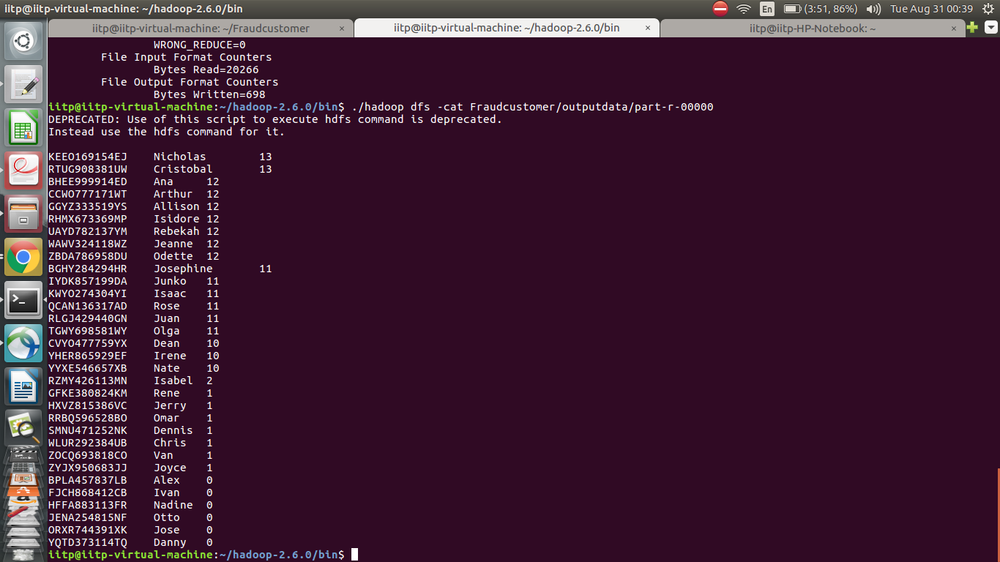 iitp@iitp-virtual-machine: ~/hadoop-2.6.0/bin
En
(3:51, 86%)
Tue Aug 31 00:39
iitp@iitp-virtual-machine: ~/Fraudcustomer ×
iitp@iitp-virtual-machine: ~/hadoop-2.6.0/bin ×
iitp@iitp-HP-Notebook: ~ ×
WRONG_REDUCE=0
File Input Format Counters
Bytes Read=20266
File Output Format Counters
Bytes Written=698
iitp@iitp-virtual-machine:~/hadoop-2.6.0/bin$ ./hadoop dfs -cat Fraudcustomer/outputdata/part-r-00000
DEPRECATED: Use of this script to execute hdfs command is deprecated.
Instead use the hdfs command for it.
KEEO169154EJ Nicholas 13
RTUG908381UW Cristobal 13
BHEE999914ED Ana 12
CCWO777171WT Arthur 12
GGYZ333519YS Allison 12
RHMX673369MP Isidore 12
UAYD782137YM Rebekah 12
WAWV324118WZ Jeanne 12
ZBDA786958DU Odette 12
BGHY284294HR Josephine 11
IYDK857199DA Junko 11
KWYO274304YI Isaac 11
QCAN136317AD Rose 11
RLGJ429440GN Juan 11
TGWY698581WY Olga 11
CVYO477759YX Dean 10
YHER865929EF Irene 10
YYXE546657XB Nate 10
RZMY426113MN Isabel 2
GFKE380824KM Rene 1
HXVZ815386VC Jerry 1
RRBQ596528BO Omar 1
SMNU471252NK Dennis 1
WLUR292384UB Chris 1
ZOCQ693818CO Van 1
ZYJX950683JJ Joyce 1
BPLA457837LB Alex 0
FJCH868412CB Ivan 0
HFFA883113FR Nadine 0
JENA254815NF Otto 0
ORXR744391XK Jose 0
YQTD373114TQ Danny 0
iitp@iitp-virtual-machine:~/hadoop-2.6.0/bin$